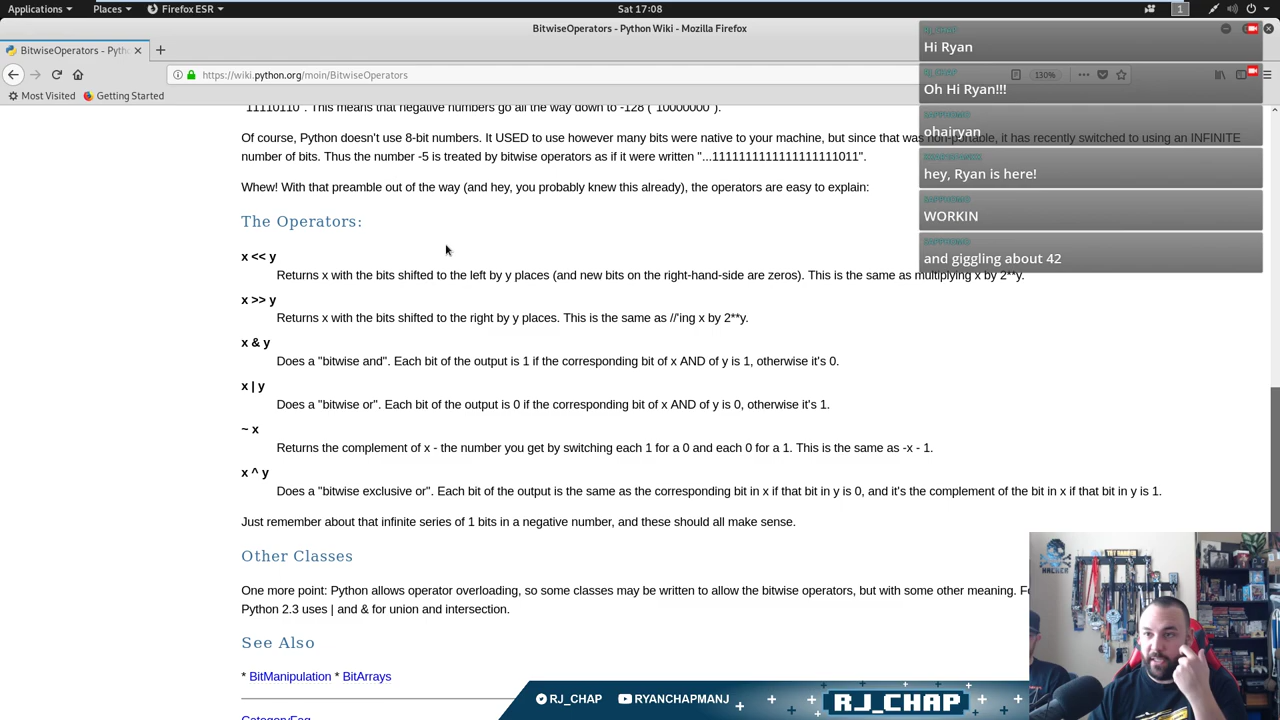 Applications Places Firefox ESR Sat 17:08 1
BitwiseOperators - Python Wiki - Mozilla Firefox
BitwiseOperators - Pytho
https://wiki.python.org/moin/BitwiseOperators 130%
Most Visited Getting Started
"11110110". This means that negative numbers go all the way down to -128 ("10000000").
Of course, Python doesn't use 8-bit numbers. It USED to use however many bits were native to your machine, but since that was non-portable, it has recently switched to using an INFINITE
number of bits. Thus the number -5 is treated by bitwise operators as if it were written "...1111111111111111111011".
Whew! With that preamble out of the way (and hey, you probably knew this already), the operators are easy to explain:
The Operators:
x << y
Returns x with the bits shifted to the left by y places (and new bits on the right-hand-side are zeros). This is the same as multiplying x by 2**y.
x >> y
Returns x with the bits shifted to the right by y places. This is the same as //'ing x by 2**y.
x & y
Does a "bitwise and". Each bit of the output is 1 if the corresponding bit of x AND of y is 1, otherwise it's 0.
x | y
Does a "bitwise or". Each bit of the output is 0 if the corresponding bit of x AND of y is 0, otherwise it's 1.
~ x
Returns the complement of x - the number you get by switching each 1 for a 0 and each 0 for a 1. This is the same as -x - 1.
x ^ y
Does a "bitwise exclusive or". Each bit of the output is the same as the corresponding bit in x if that bit in y is 0, and it's the complement of the bit in x if that bit in y is 1.
Just remember about that infinite series of 1 bits in a negative number, and these should all make sense.
Other Classes
One more point: Python allows operator overloading, so some classes may be written to allow the bitwise operators, but with some other meaning. Fo
Python 2.3 uses | and & for union and intersection.
See Also
* BitManipulation * BitArrays
RJ_CHAP
Hi Ryan
RJ_CHAP
Oh Hi Ryan!!!
ohairyan
hey, Ryan is here!
WORKIN
and giggling about 42
HACKER
RJ_CHAP RYANCHAPMANJ RJ_CHAP
CategoryFaq